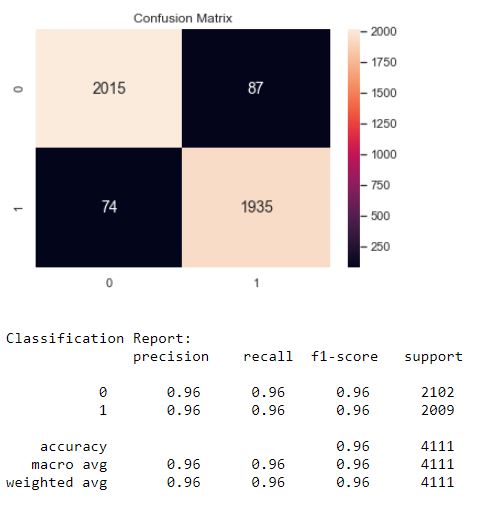 Confusion Matrix
0 2015 87
1 74 1935
0 1
2000
1750
1500
1250
1000
750
500
250
Classification Report:
precision recall f1-score support
0 0.96 0.96 0.96 2102
1 0.96 0.96 0.96 2009
accuracy 0.96 4111
macro avg 0.96 0.96 0.96 4111
weighted avg 0.96 0.96 0.96 4111